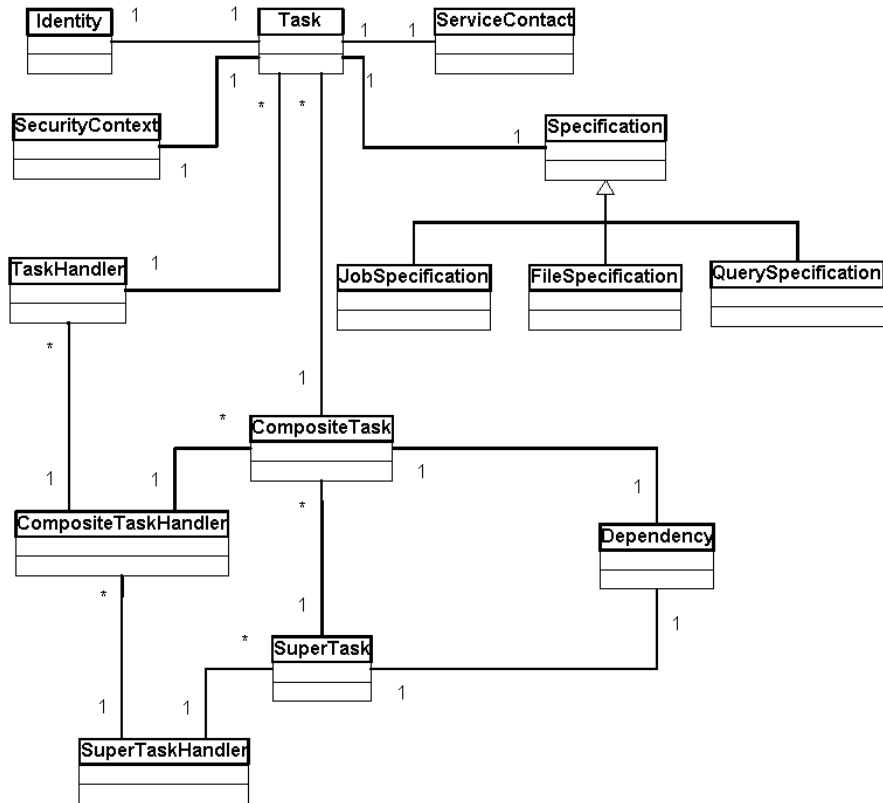 Identity
1
1
Task
1
1
ServiceContact
1
1
*
*
SecurityContext
1
1
Specification
TaskHandler
1
JobSpecification
FileSpecification
QuerySpecification
*
1
*
CompositeTask
1
1
1
*
1
CompositeTaskHandler
Dependency
*
1
*
1
SuperTask
1
1
1
SuperTaskHandler